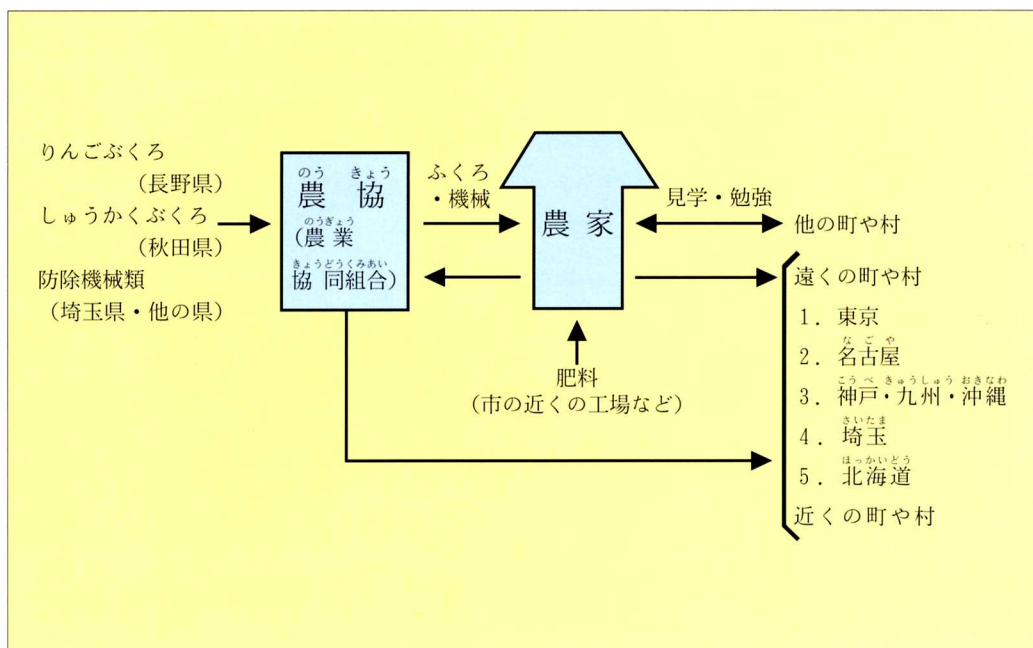 りんごぶくろ
(長野県)
しゅうかくぶくろ
(秋田県)
防除機械類
(埼玉県・他の県)
のう きょう
農 協
のうぎょう
(農業
きょうどうくみあい
協同組合)
ふくろ
・機械
農家
見学・勉強
他の町や村
肥料
(市の近くの工場など)
遠くの町や村
1. 東京
なごや
2. 名古屋
こうべ きゅうしゅう おきなわ
3. 神戸・九州・沖縄
さいたま
4. 埼玉
ほっかいどう
5. 北海道
近くの町や村